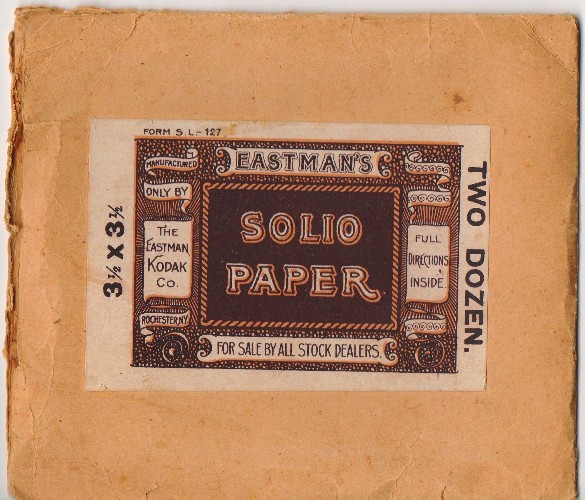 FORM S.L.-127
EASTMAN'S
SOLIO
PAPER
MANUFACTURED
ONLY BY
THE
EASTMAN
KODAK
CO.
ROCHESTER N.Y.
FULL
DIRECTIONS
INSIDE.
FOR SALE BY ALL STOCK DEALERS.
3½ X 3½
TWO DOZEN.